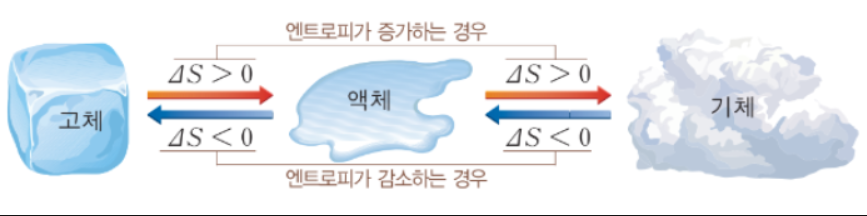 엔트로피가 증가하는 경우
ΔS > 0
ΔS > 0
고체
액체
기체
ΔS < 0
ΔS < 0
엔트로피가 감소하는 경우